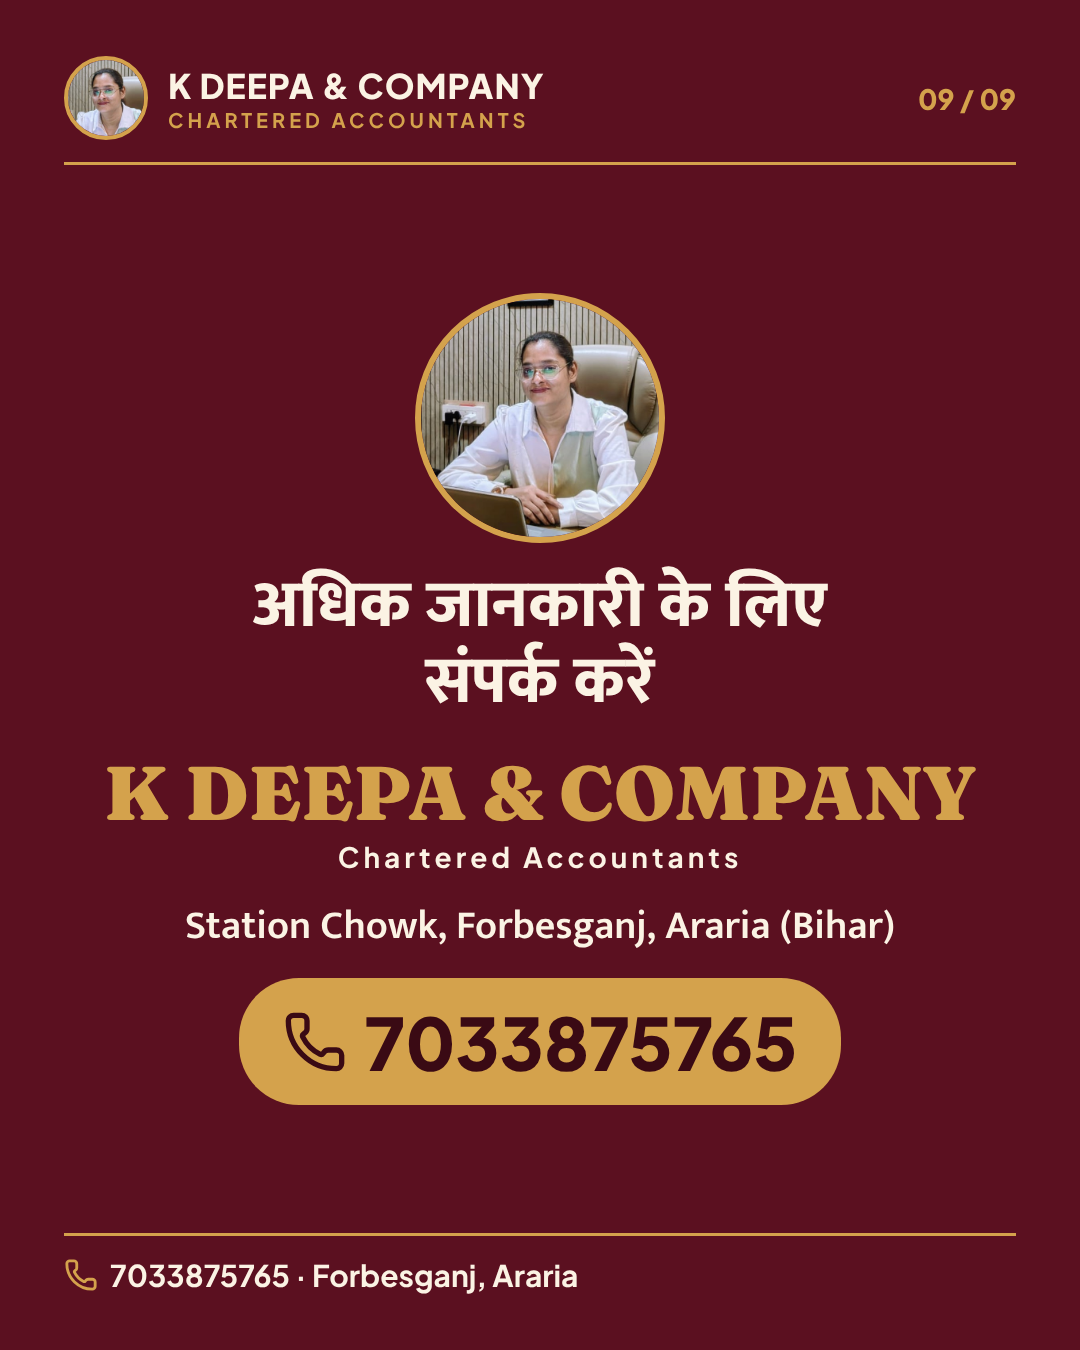 K DEEPA & COMPANY
CHARTERED ACCOUNTANTS
09 / 09
अधिक जानकारी के लिए
संपर्क करें
K DEEPA & COMPANY
Chartered Accountants
Station Chowk, Forbesganj, Araria (Bihar)
7033875765
7033875765 · Forbesganj, Araria